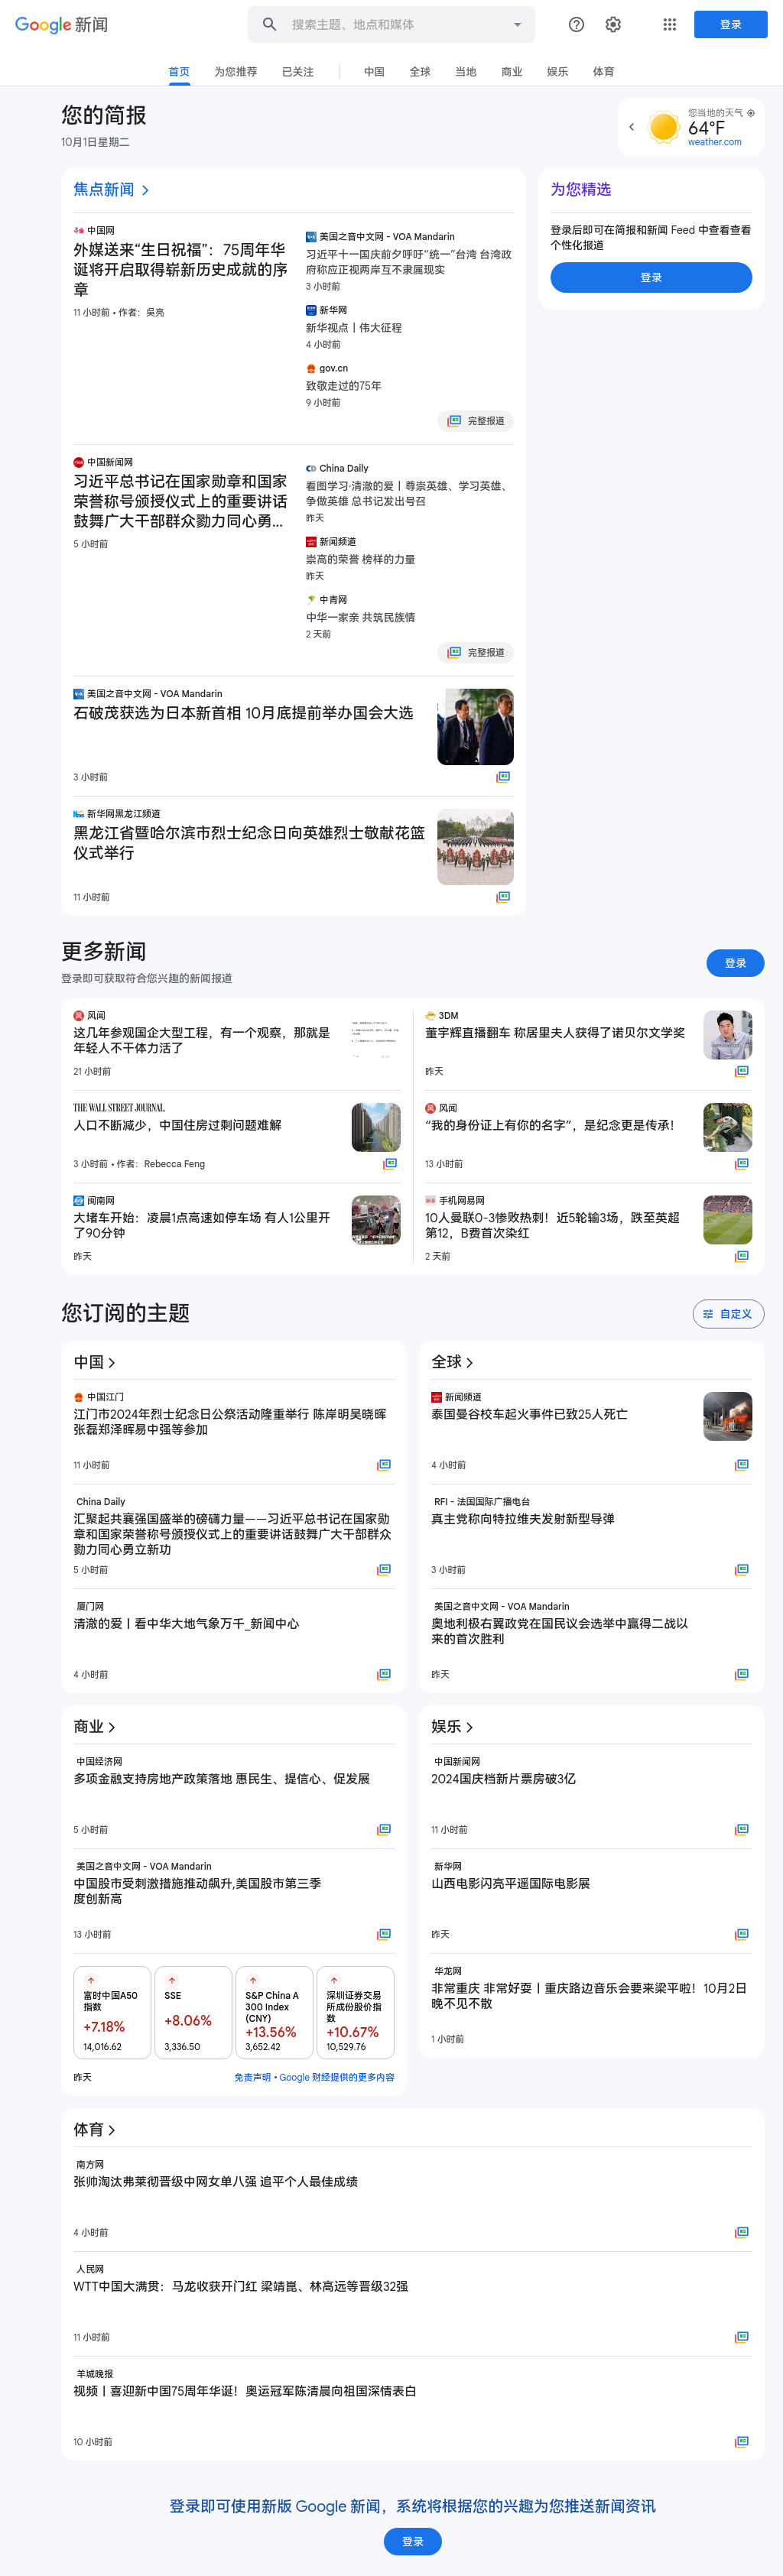 Google 新闻
搜索主题、地点和媒体
登录
首页
为您推荐
已关注
中国
全球
当地
商业
娱乐
体育
您的简报
10月1日星期二
您当地的天气
64°F
weather.com
焦点新闻
中国网
外媒送来“生日祝福”：75周年华
诞将开启取得崭新历史成就的序
章
11 小时前 • 作者：吴亮
美国之音中文网 - VOA Mandarin
习近平十一国庆前夕呼吁“统一”台湾 台湾政
府称应正视两岸互不隶属现实
3 小时前
新华网
新华视点丨伟大征程
4 小时前
gov.cn
致敬走过的75年
9 小时前
完整报道
中国新闻网
习近平总书记在国家勋章和国家
荣誉称号颁授仪式上的重要讲话
鼓舞广大干部群众勠力同心勇...
5 小时前
China Daily
看图学习·清澈的爱丨尊崇英雄、学习英雄、
争做英雄 总书记发出号召
昨天
新闻频道
崇高的荣誉 榜样的力量
昨天
中青网
中华一家亲 共筑民族情
2 天前
完整报道
美国之音中文网 - VOA Mandarin
石破茂获选为日本新首相 10月底提前举办国会大选
3 小时前
新华网黑龙江频道
黑龙江省暨哈尔滨市烈士纪念日向英雄烈士敬献花篮
仪式举行
11 小时前
为您精选
登录后即可在简报和新闻 Feed 中查看查看
个性化报道
登录
更多新闻
登录即可获取符合您兴趣的新闻报道
登录
风闻
这几年参观国企大型工程，有一个观察，那就是
年轻人不干体力活了
21 小时前
THE WALL STREET JOURNAL.
人口不断减少，中国住房过剩问题难解
3 小时前 • 作者：Rebecca Feng
闽南网
大堵车开始：凌晨1点高速如停车场 有人1公里开
了90分钟
昨天
3DM
董宇辉直播翻车 称居里夫人获得了诺贝尔文学奖
昨天
风闻
“我的身份证上有你的名字”，是纪念更是传承！
13 小时前
手机网易网
10人曼联0-3惨败热刺！近5轮输3场，跌至英超
第12，B费首次染红
2 天前
您订阅的主题
自定义
中国
中国江门
江门市2024年烈士纪念日公祭活动隆重举行 陈岸明吴晓晖
张磊郑泽晖易中强等参加
11 小时前
China Daily
汇聚起共襄强国盛举的磅礴力量——习近平总书记在国家勋
章和国家荣誉称号颁授仪式上的重要讲话鼓舞广大干部群众
勠力同心勇立新功
5 小时前
厦门网
清澈的爱丨看中华大地气象万千_新闻中心
4 小时前
全球
新闻频道
泰国曼谷校车起火事件已致25人死亡
4 小时前
RFI - 法国国际广播电台
真主党称向特拉维夫发射新型导弹
3 小时前
美国之音中文网 - VOA Mandarin
奥地利极右翼政党在国民议会选举中赢得二战以
来的首次胜利
昨天
商业
中国经济网
多项金融支持房地产政策落地 惠民生、提信心、促发展
5 小时前
美国之音中文网 - VOA Mandarin
中国股市受刺激措施推动飙升,美国股市第三季
度创新高
13 小时前
富时中国A50
指数
+7.18%
14,016.62
SSE
+8.06%
3,336.50
S&P China A
300 Index
(CNY)
+13.56%
3,652.42
深圳证券交易
所成份股价指
数
+10.67%
10,529.76
昨天
免责声明 • Google 财经提供的更多内容
娱乐
中国新闻网
2024国庆档新片票房破3亿
11 小时前
新华网
山西电影闪亮平遥国际电影展
昨天
华龙网
非常重庆 非常好耍丨重庆路边音乐会要来梁平啦！10月2日
晚不见不散
1 小时前
体育
南方网
张帅淘汰弗莱彻晋级中网女单八强 追平个人最佳成绩
4 小时前
人民网
WTT中国大满贯：马龙收获开门红 梁靖崑、林高远等晋级32强
11 小时前
羊城晚报
视频丨喜迎新中国75周年华诞！奥运冠军陈清晨向祖国深情表白
10 小时前
登录即可使用新版 Google 新闻，系统将根据您的兴趣为您推送新闻资讯
登录